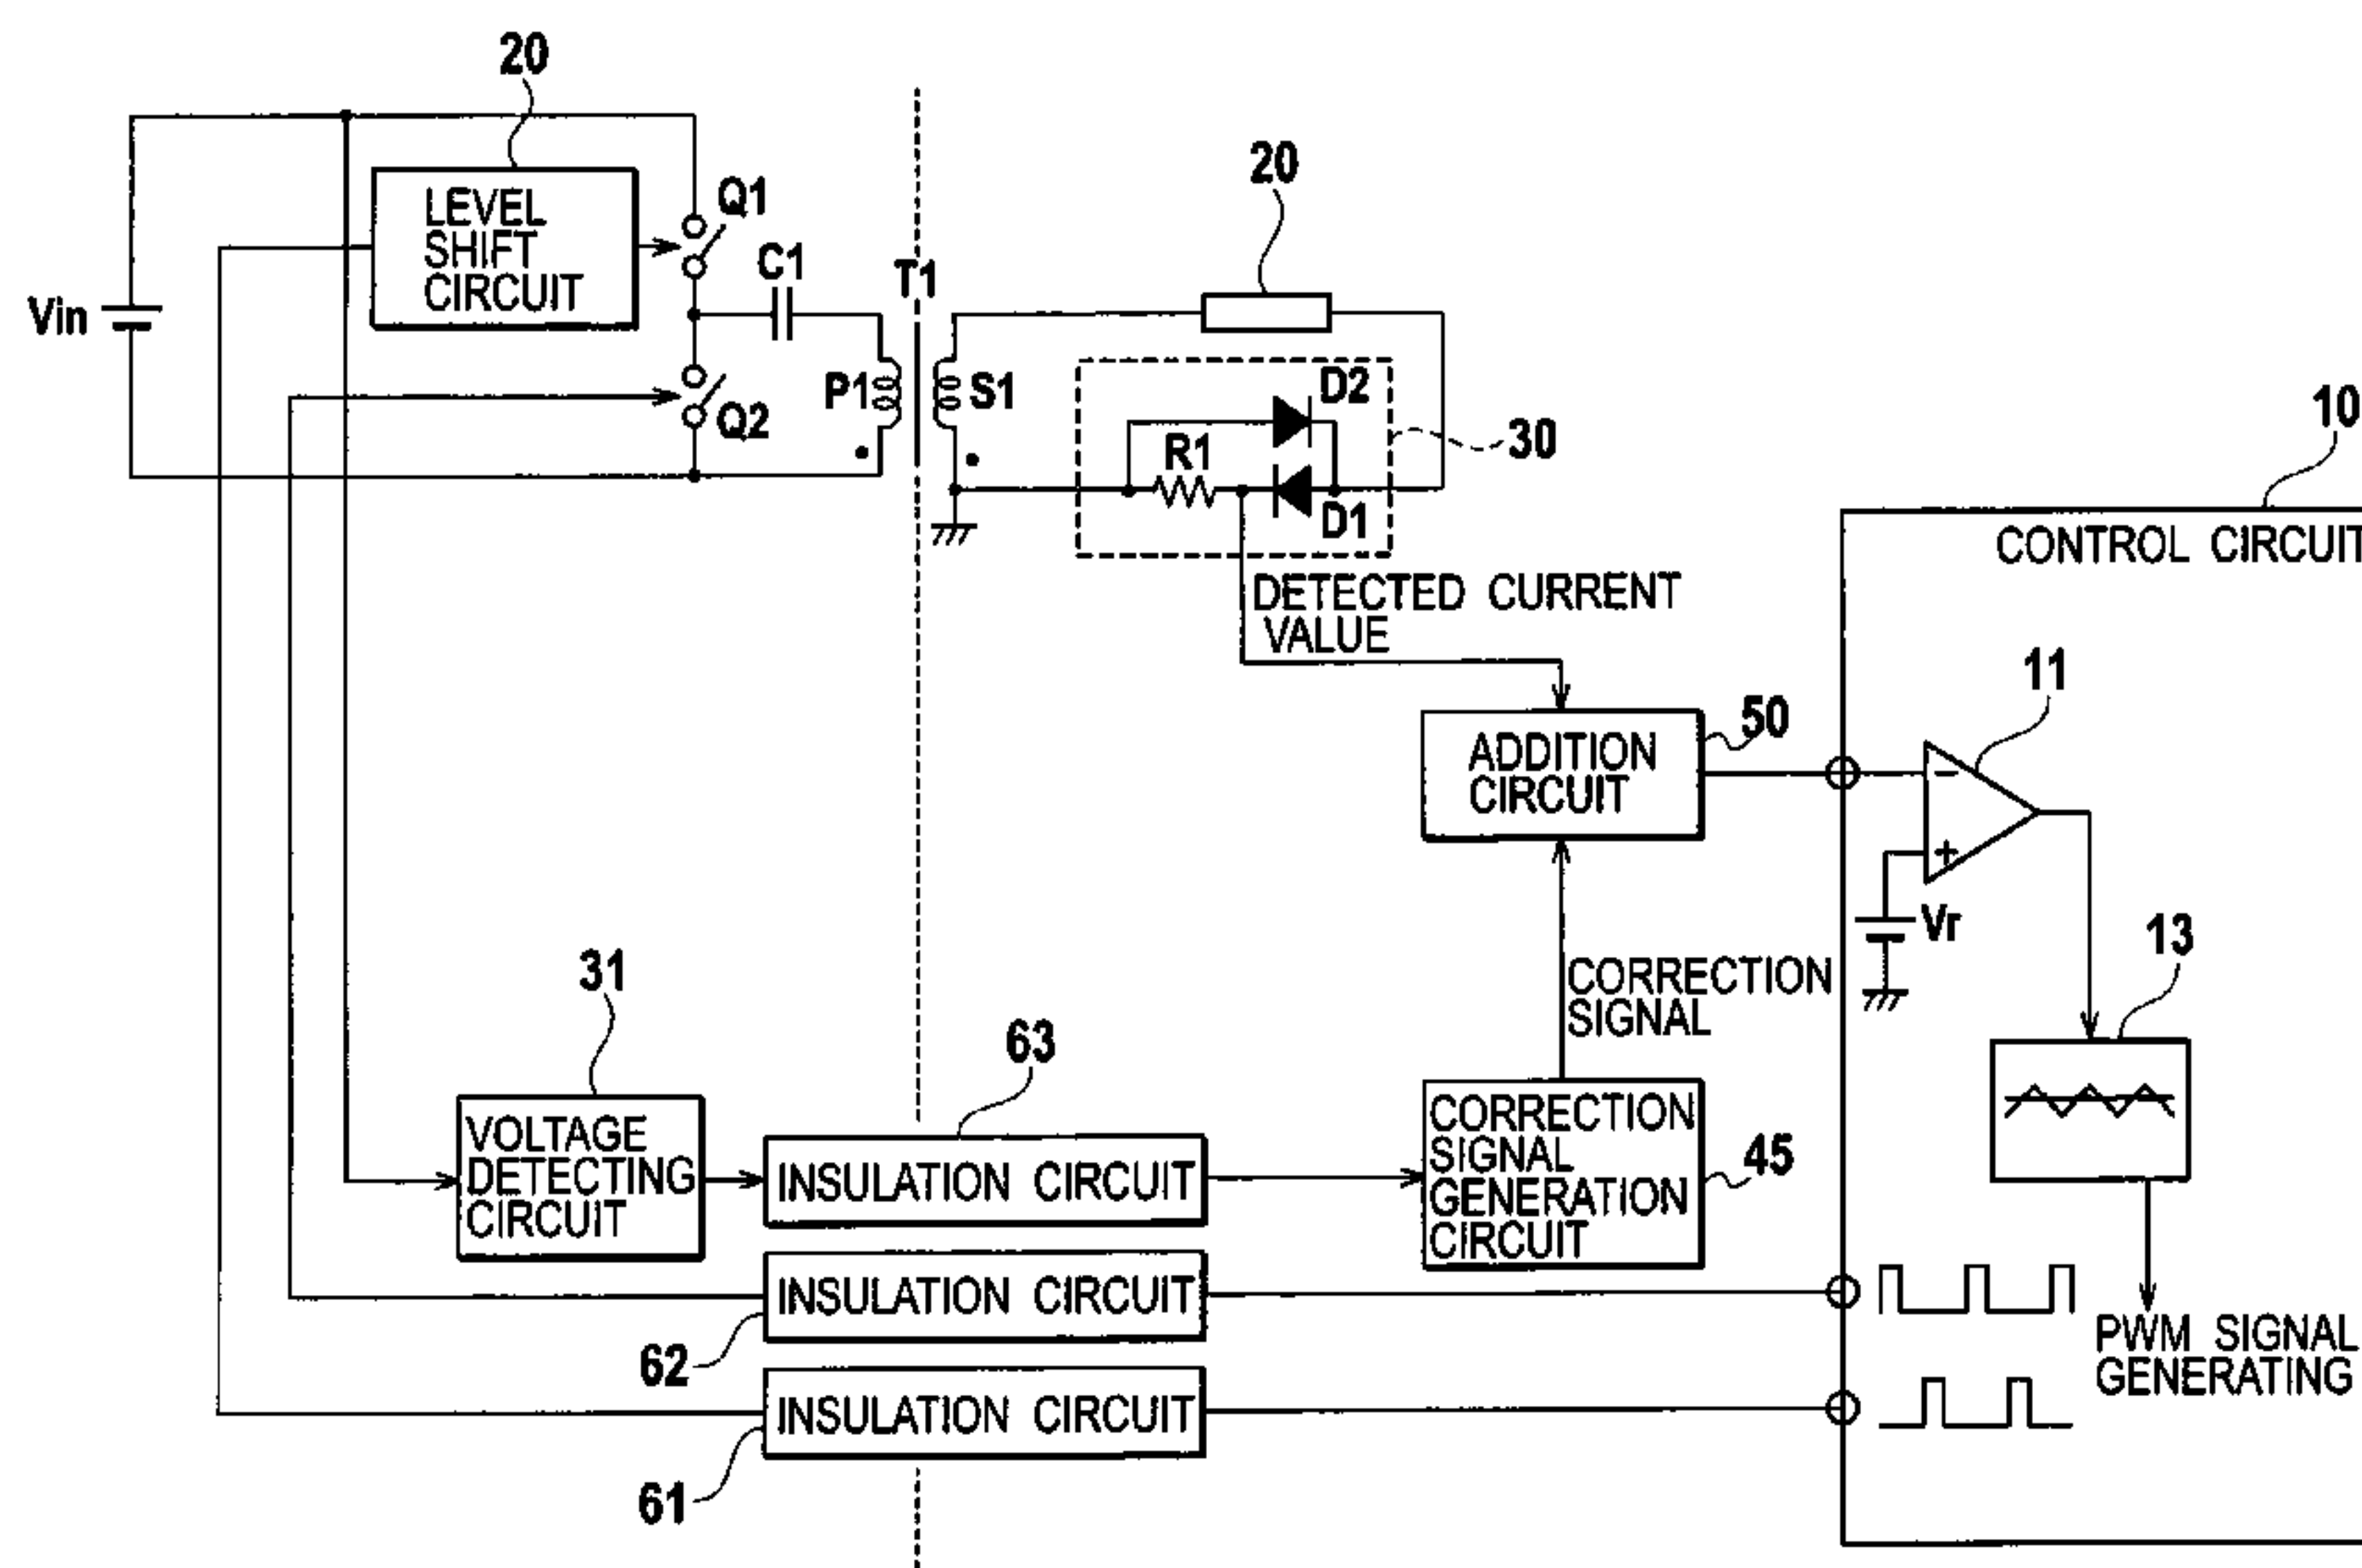 20
LEVEL
SHIFT
CIRCUIT
Q1
C1
T1
20
Vin
P1
S1
D2
Q2
R1
30
10
D1
CONTROL CIRCUIT
DETECTED CURRENT
VALUE
11
50
ADDITION
CIRCUIT
−
+
Vr
13
31
CORRECTION
SIGNAL
63
VOLTAGE
DETECTING
CIRCUIT
INSULATION CIRCUIT
CORRECTION
SIGNAL
GENERATION
CIRCUIT
45
INSULATION CIRCUIT
62
PWM SIGNAL
GENERATING
INSULATION CIRCUIT
61